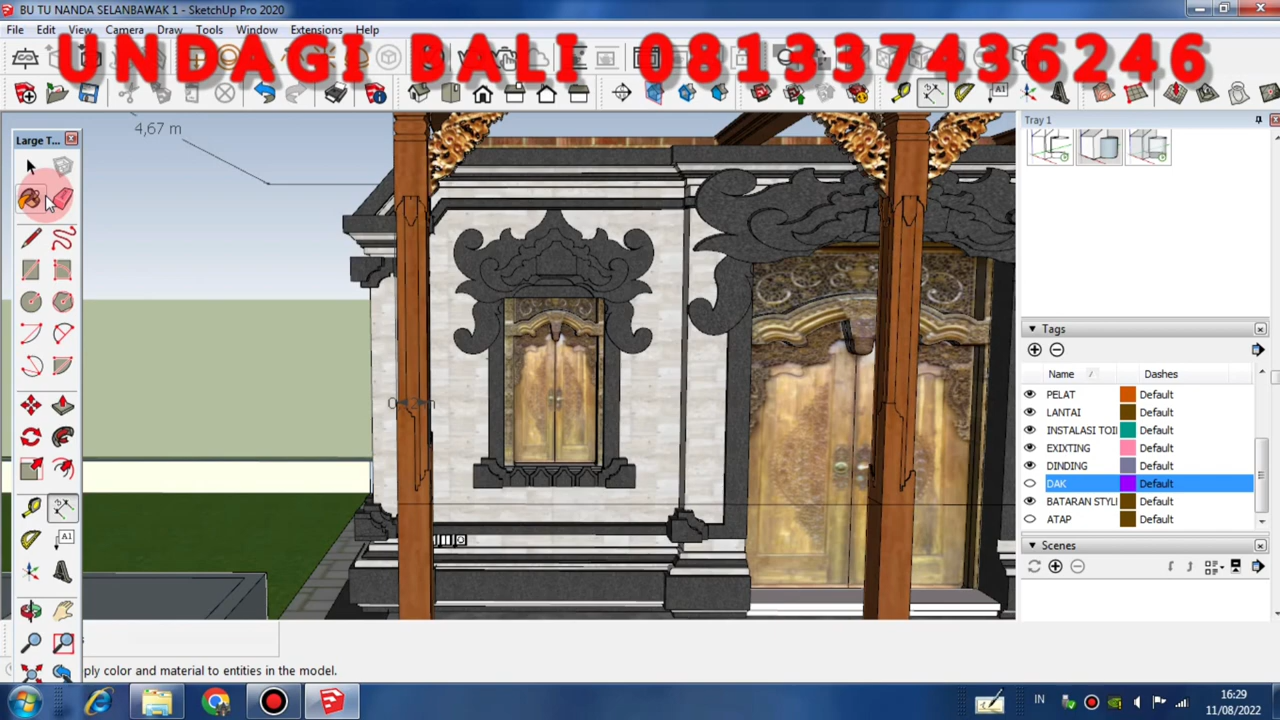 BU TU NANDA SELANBAWAK 1 - SketchUp Pro 2020
File Edit View Camera Draw Tools Window Extensions Help
UNDAGI BALI 081337436246
Large T...
Tray 1
4,67 m
Tags
Name Dashes
PELAT Default
LANTAI Default
INSTALASI TOI Default
EXIXTING Default
DINDING Default
DAK Default
BATARAN STYL Default
ATAP Default
Scenes
A1
ply color and material to entities in the model.
IN
16:29
11/08/2022